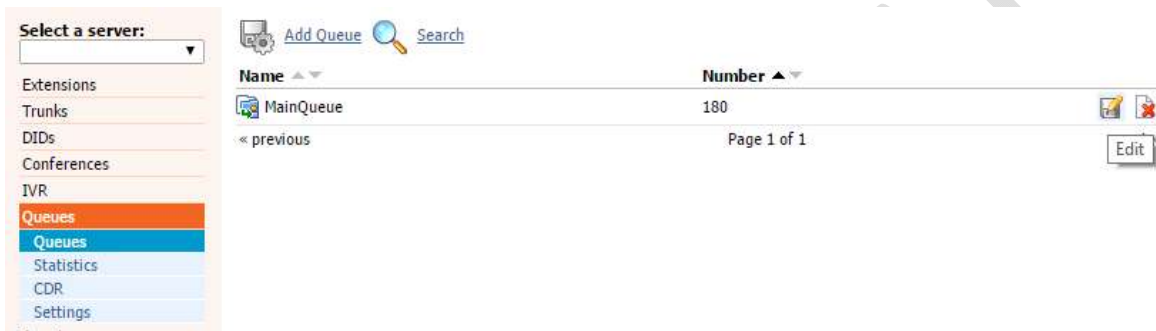 Select a server:
Add Queue Search
Extensions
Trunks
DIDs
Conferences
IVR
Queues
Queues
Statistics
CDR
Settings
Name Number
MainQueue 180
« previous Page 1 of 1
Edit